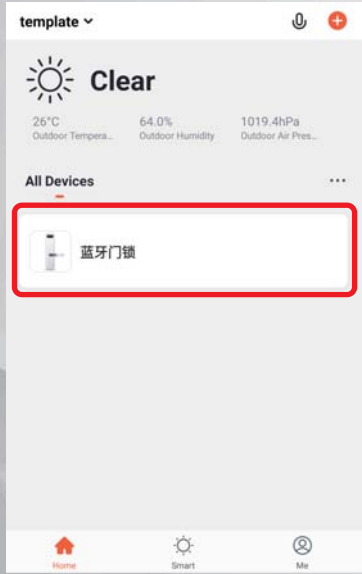 template
Clear
26°C 64.0% 1019.4hPa
Outdoor Tempera... Outdoor Humidity Outdoor Air Pres...
All Devices
蓝牙门锁
Home Smart Me